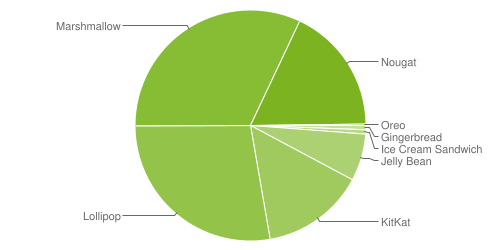 Marshmallow
Nougat
Oreo
Gingerbread
Ice Cream Sandwich
Jelly Bean
Lollipop
KitKat